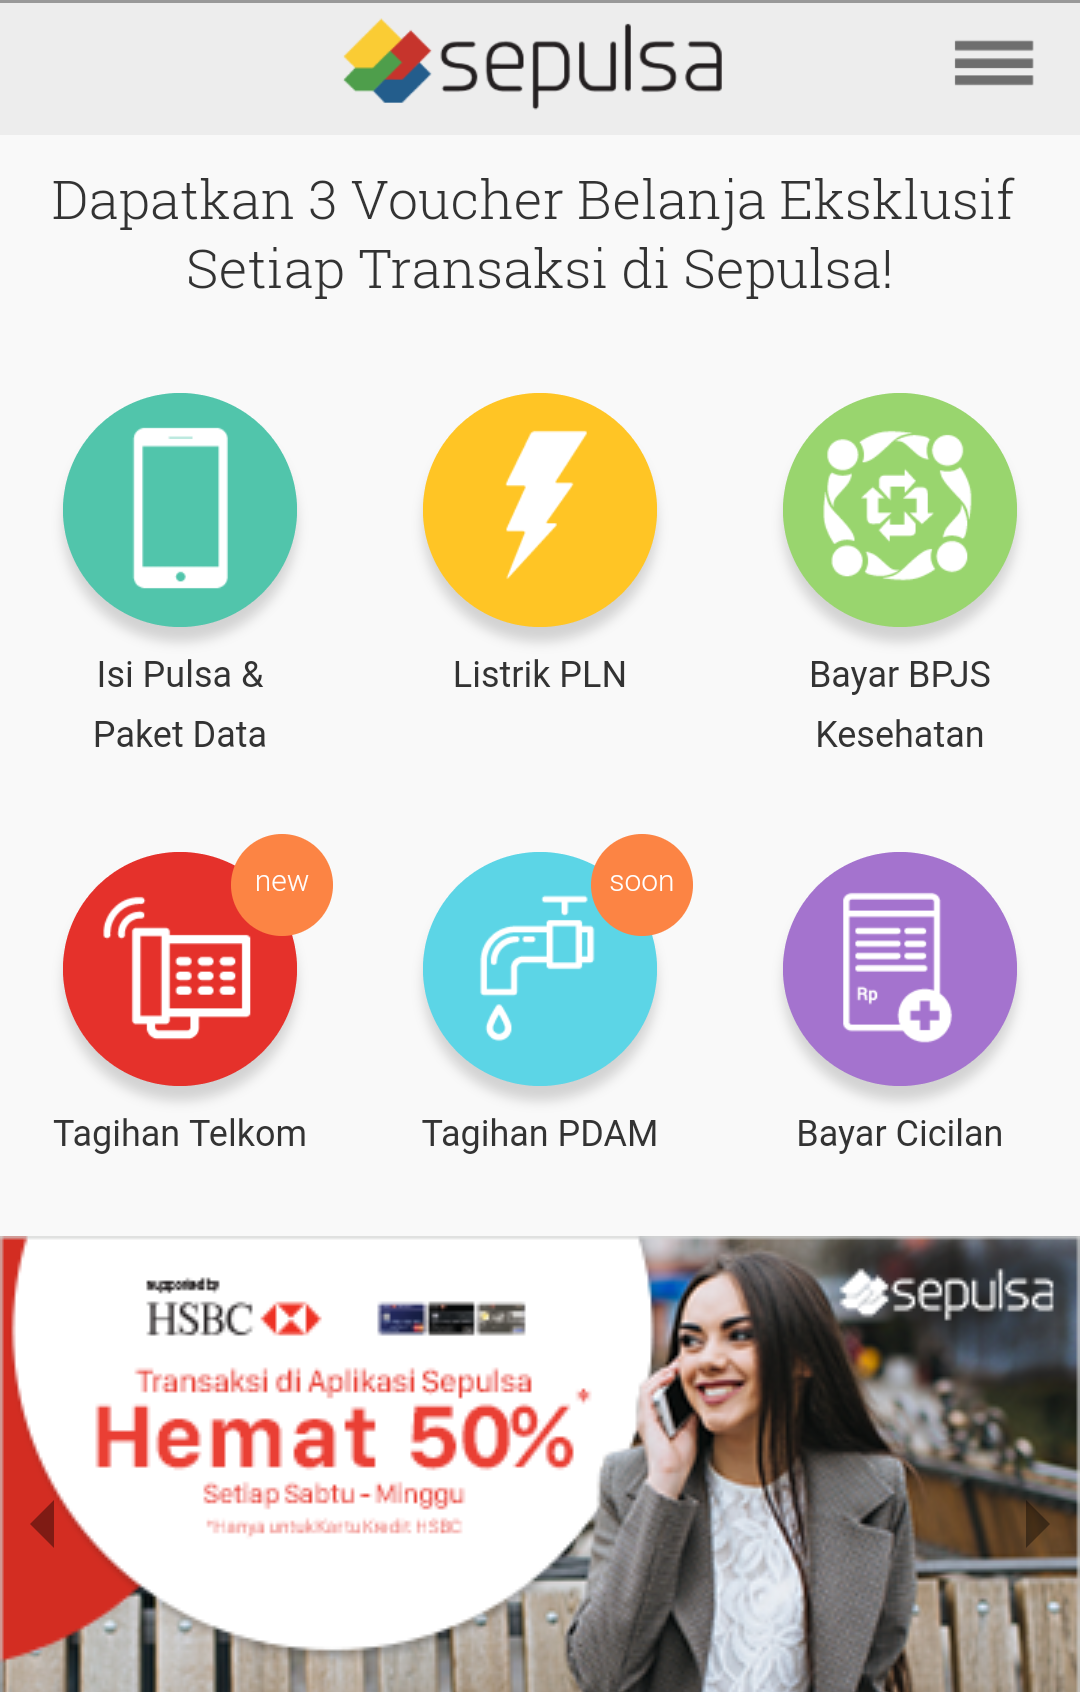 sepulsa
Dapatkan 3 Voucher Belanja Eksklusif
Setiap Transaksi di Sepulsa!
Isi Pulsa &
Paket Data
Listrik PLN
Bayar BPJS
Kesehatan
new
Tagihan Telkom
soon
Tagihan PDAM
Rp
Bayar Cicilan
supported by
HSBC
sepulsa
Transaksi di Aplikasi Sepulsa
Hemat 50%*
Setiap Sabtu - Minggu
*Hanya untuk Kartu Kredit HSBC